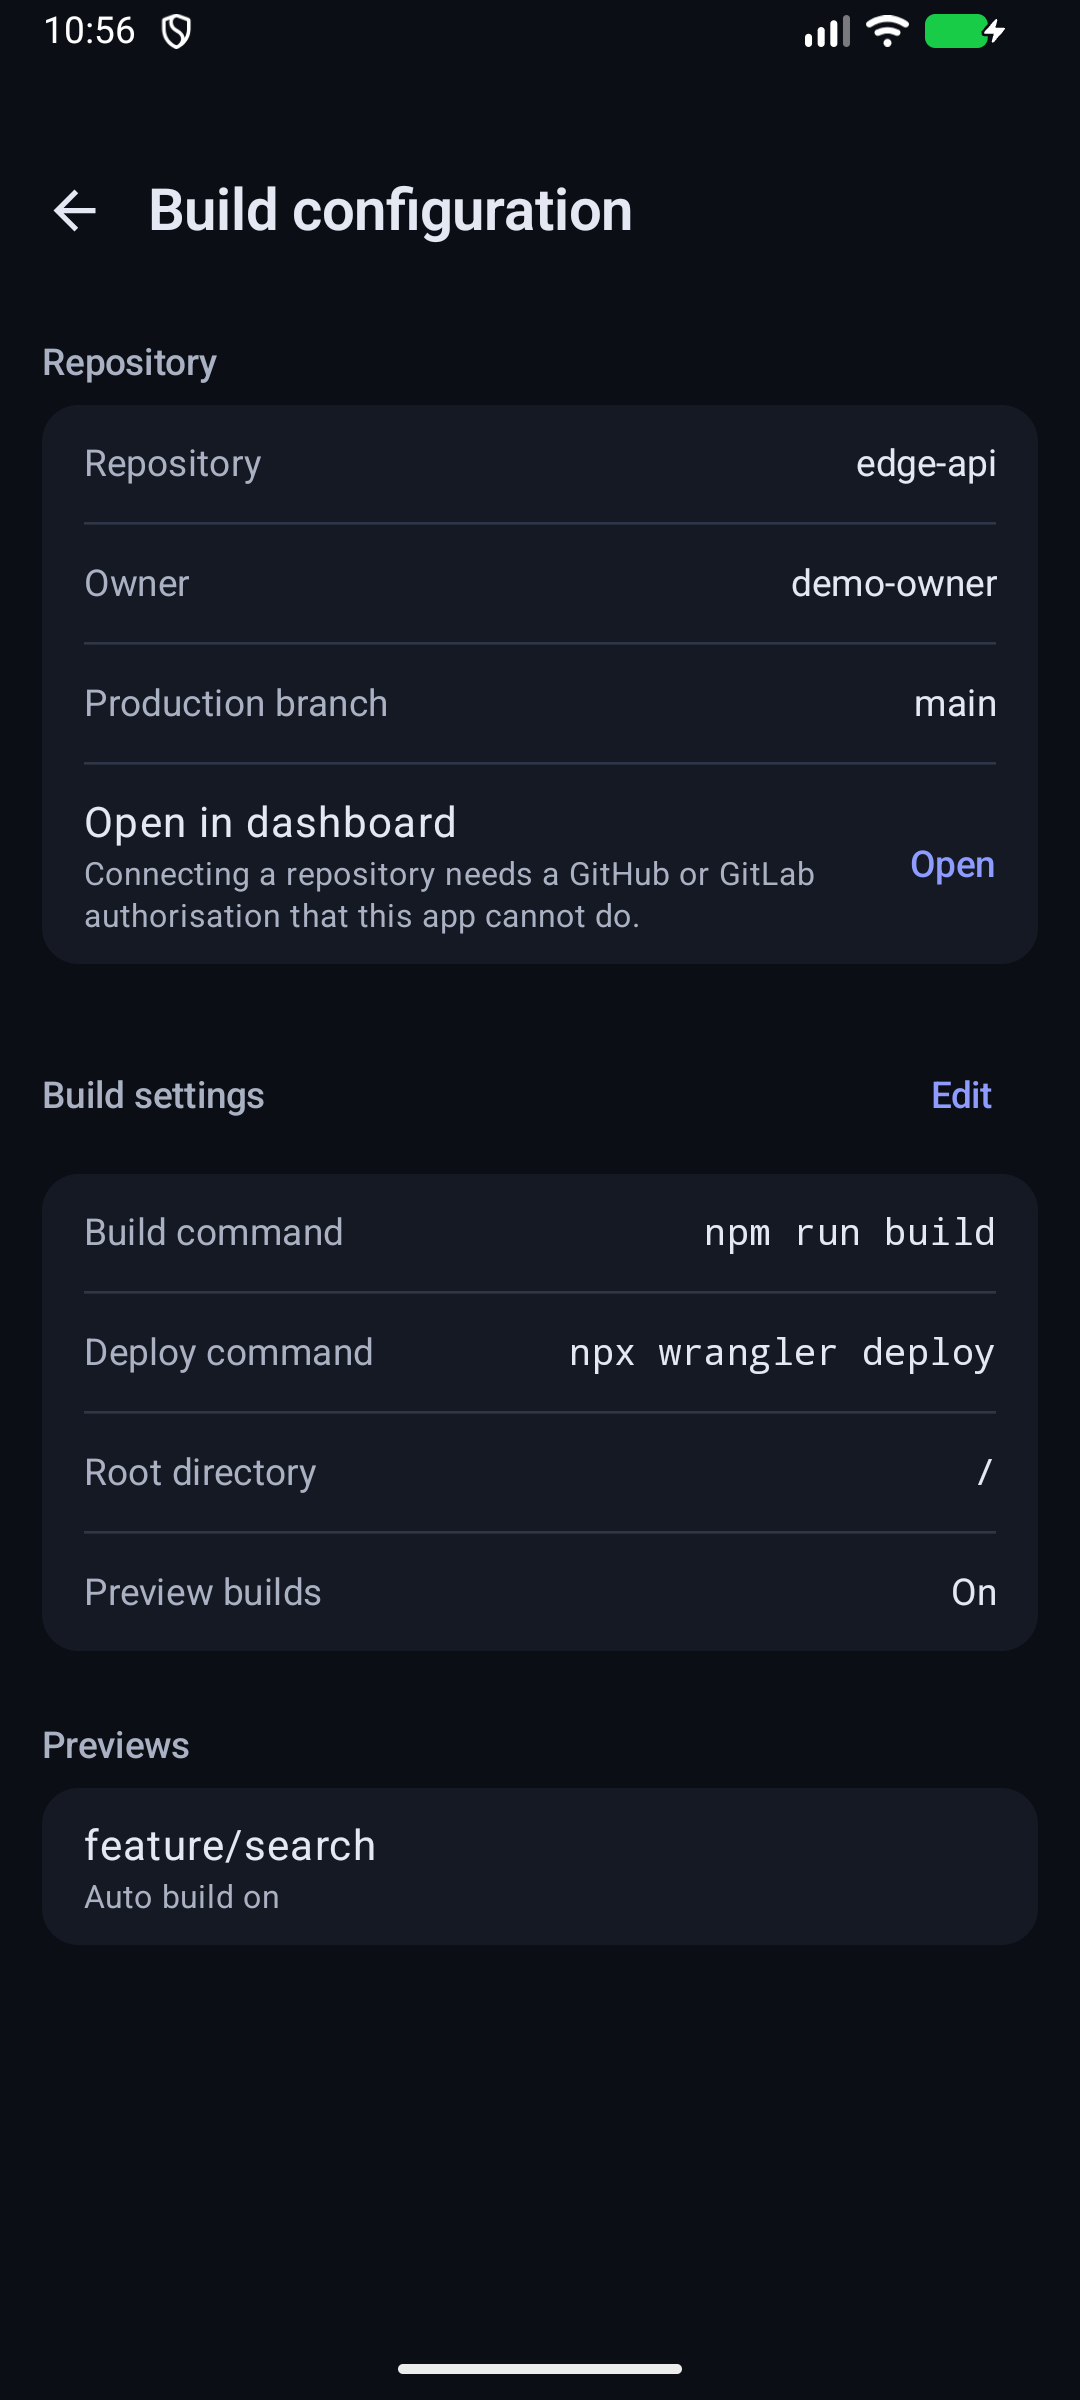 10:56
Build configuration
Repository
Repository edge-api
Owner demo-owner
Production branch main
Open in dashboard
Connecting a repository needs a GitHub or GitLab
authorisation that this app cannot do.
Open
Build settings Edit
Build command npm run build
Deploy command npx wrangler deploy
Root directory /
Preview builds On
Previews
feature/search
Auto build on